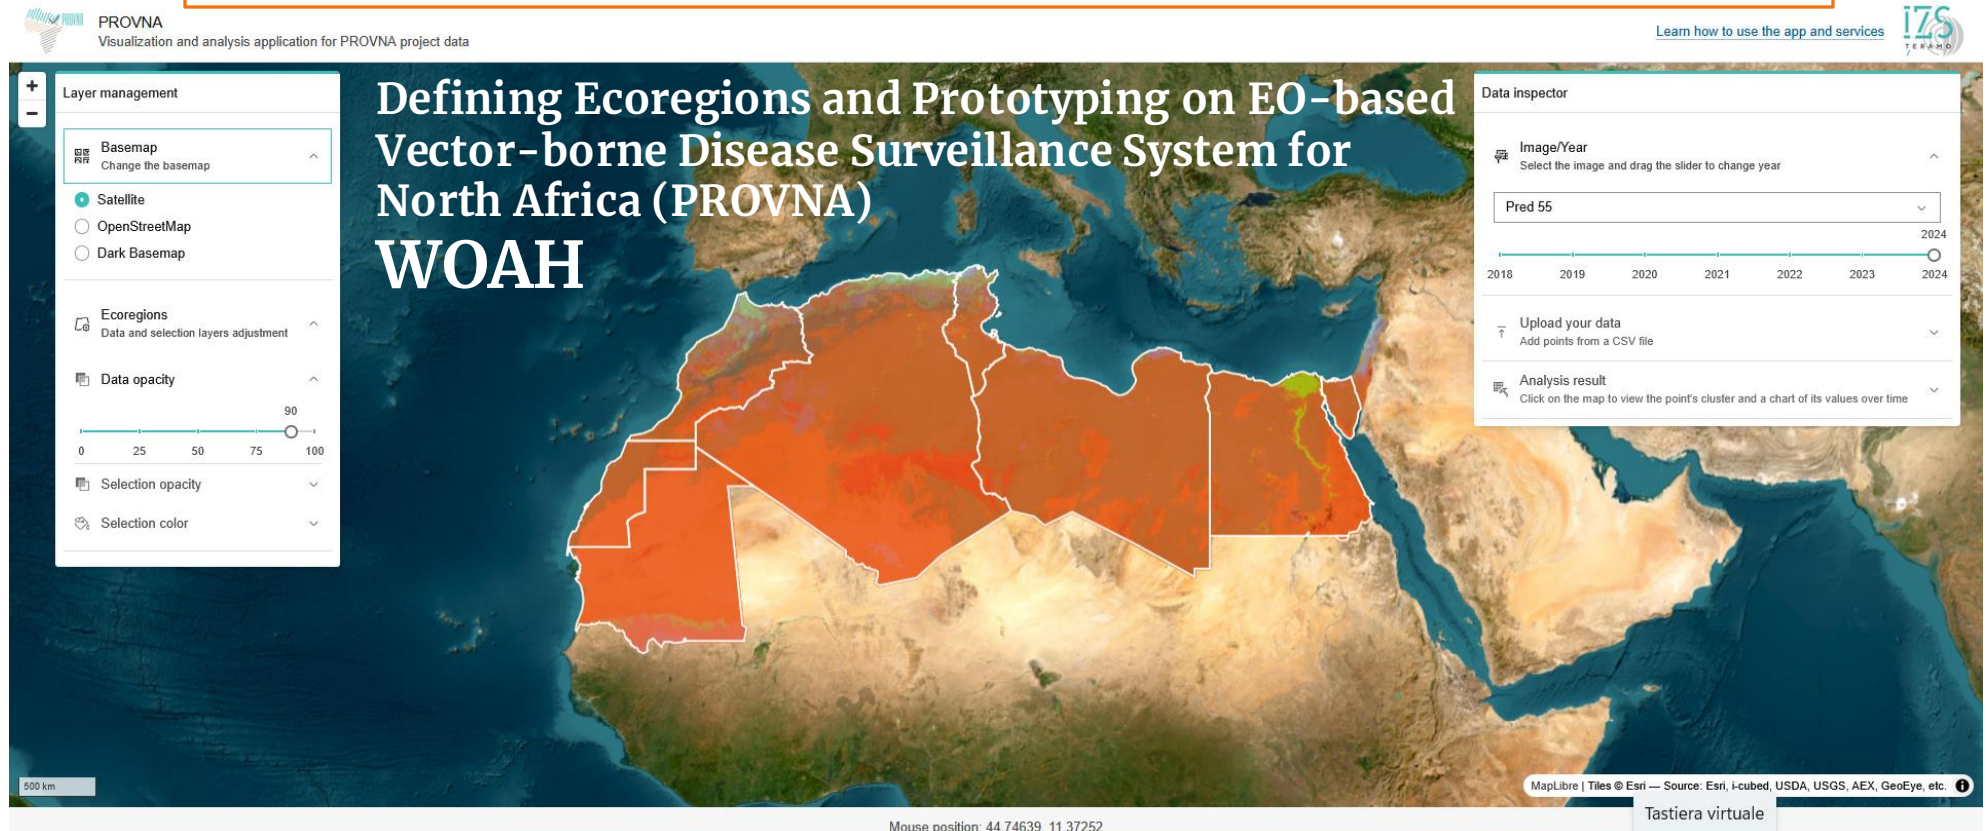 PROVNA
PROVNA
Visualization and analysis application for PROVNA project data
Learn how to use the app and services
IZS
TERAMO
+
−
Layer management
Basemap
Change the basemap
Satellite
OpenStreetMap
Dark Basemap
Ecoregions
Data and selection layers adjustment
Data opacity
90
0 25 50 75 100
Selection opacity
Selection color
Defining Ecoregions and Prototyping on EO-based
Vector-borne Disease Surveillance System for
North Africa (PROVNA)
WOAH
Data inspector
Image/Year
Select the image and drag the slider to change year
Pred 55
2024
2018 2019 2020 2021 2022 2023 2024
Upload your data
Add points from a CSV file
Analysis result
Click on the map to view the point's cluster and a chart of its values over time
500 km
MapLibre | Tiles © Esri — Source: Esri, i-cubed, USDA, USGS, AEX, GeoEye, etc.
Tastiera virtuale
Mouse position: 44.74639, 11.37252